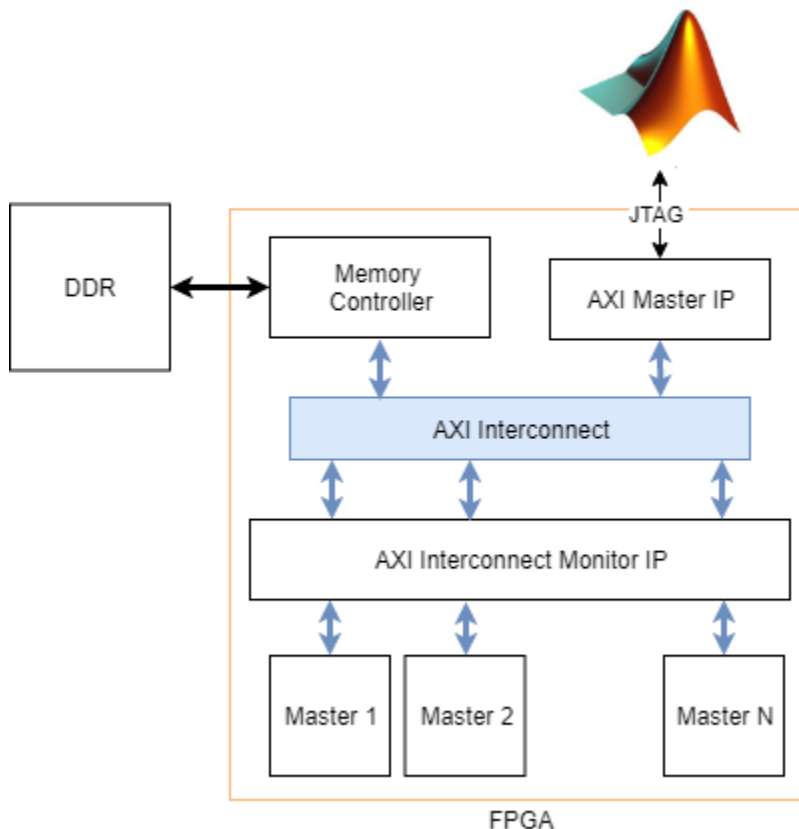 JTAG
DDR
Memory
Controller
AXI Master IP
AXI Interconnect
AXI Interconnect Monitor IP
Master 1
Master 2
Master N
FPGA